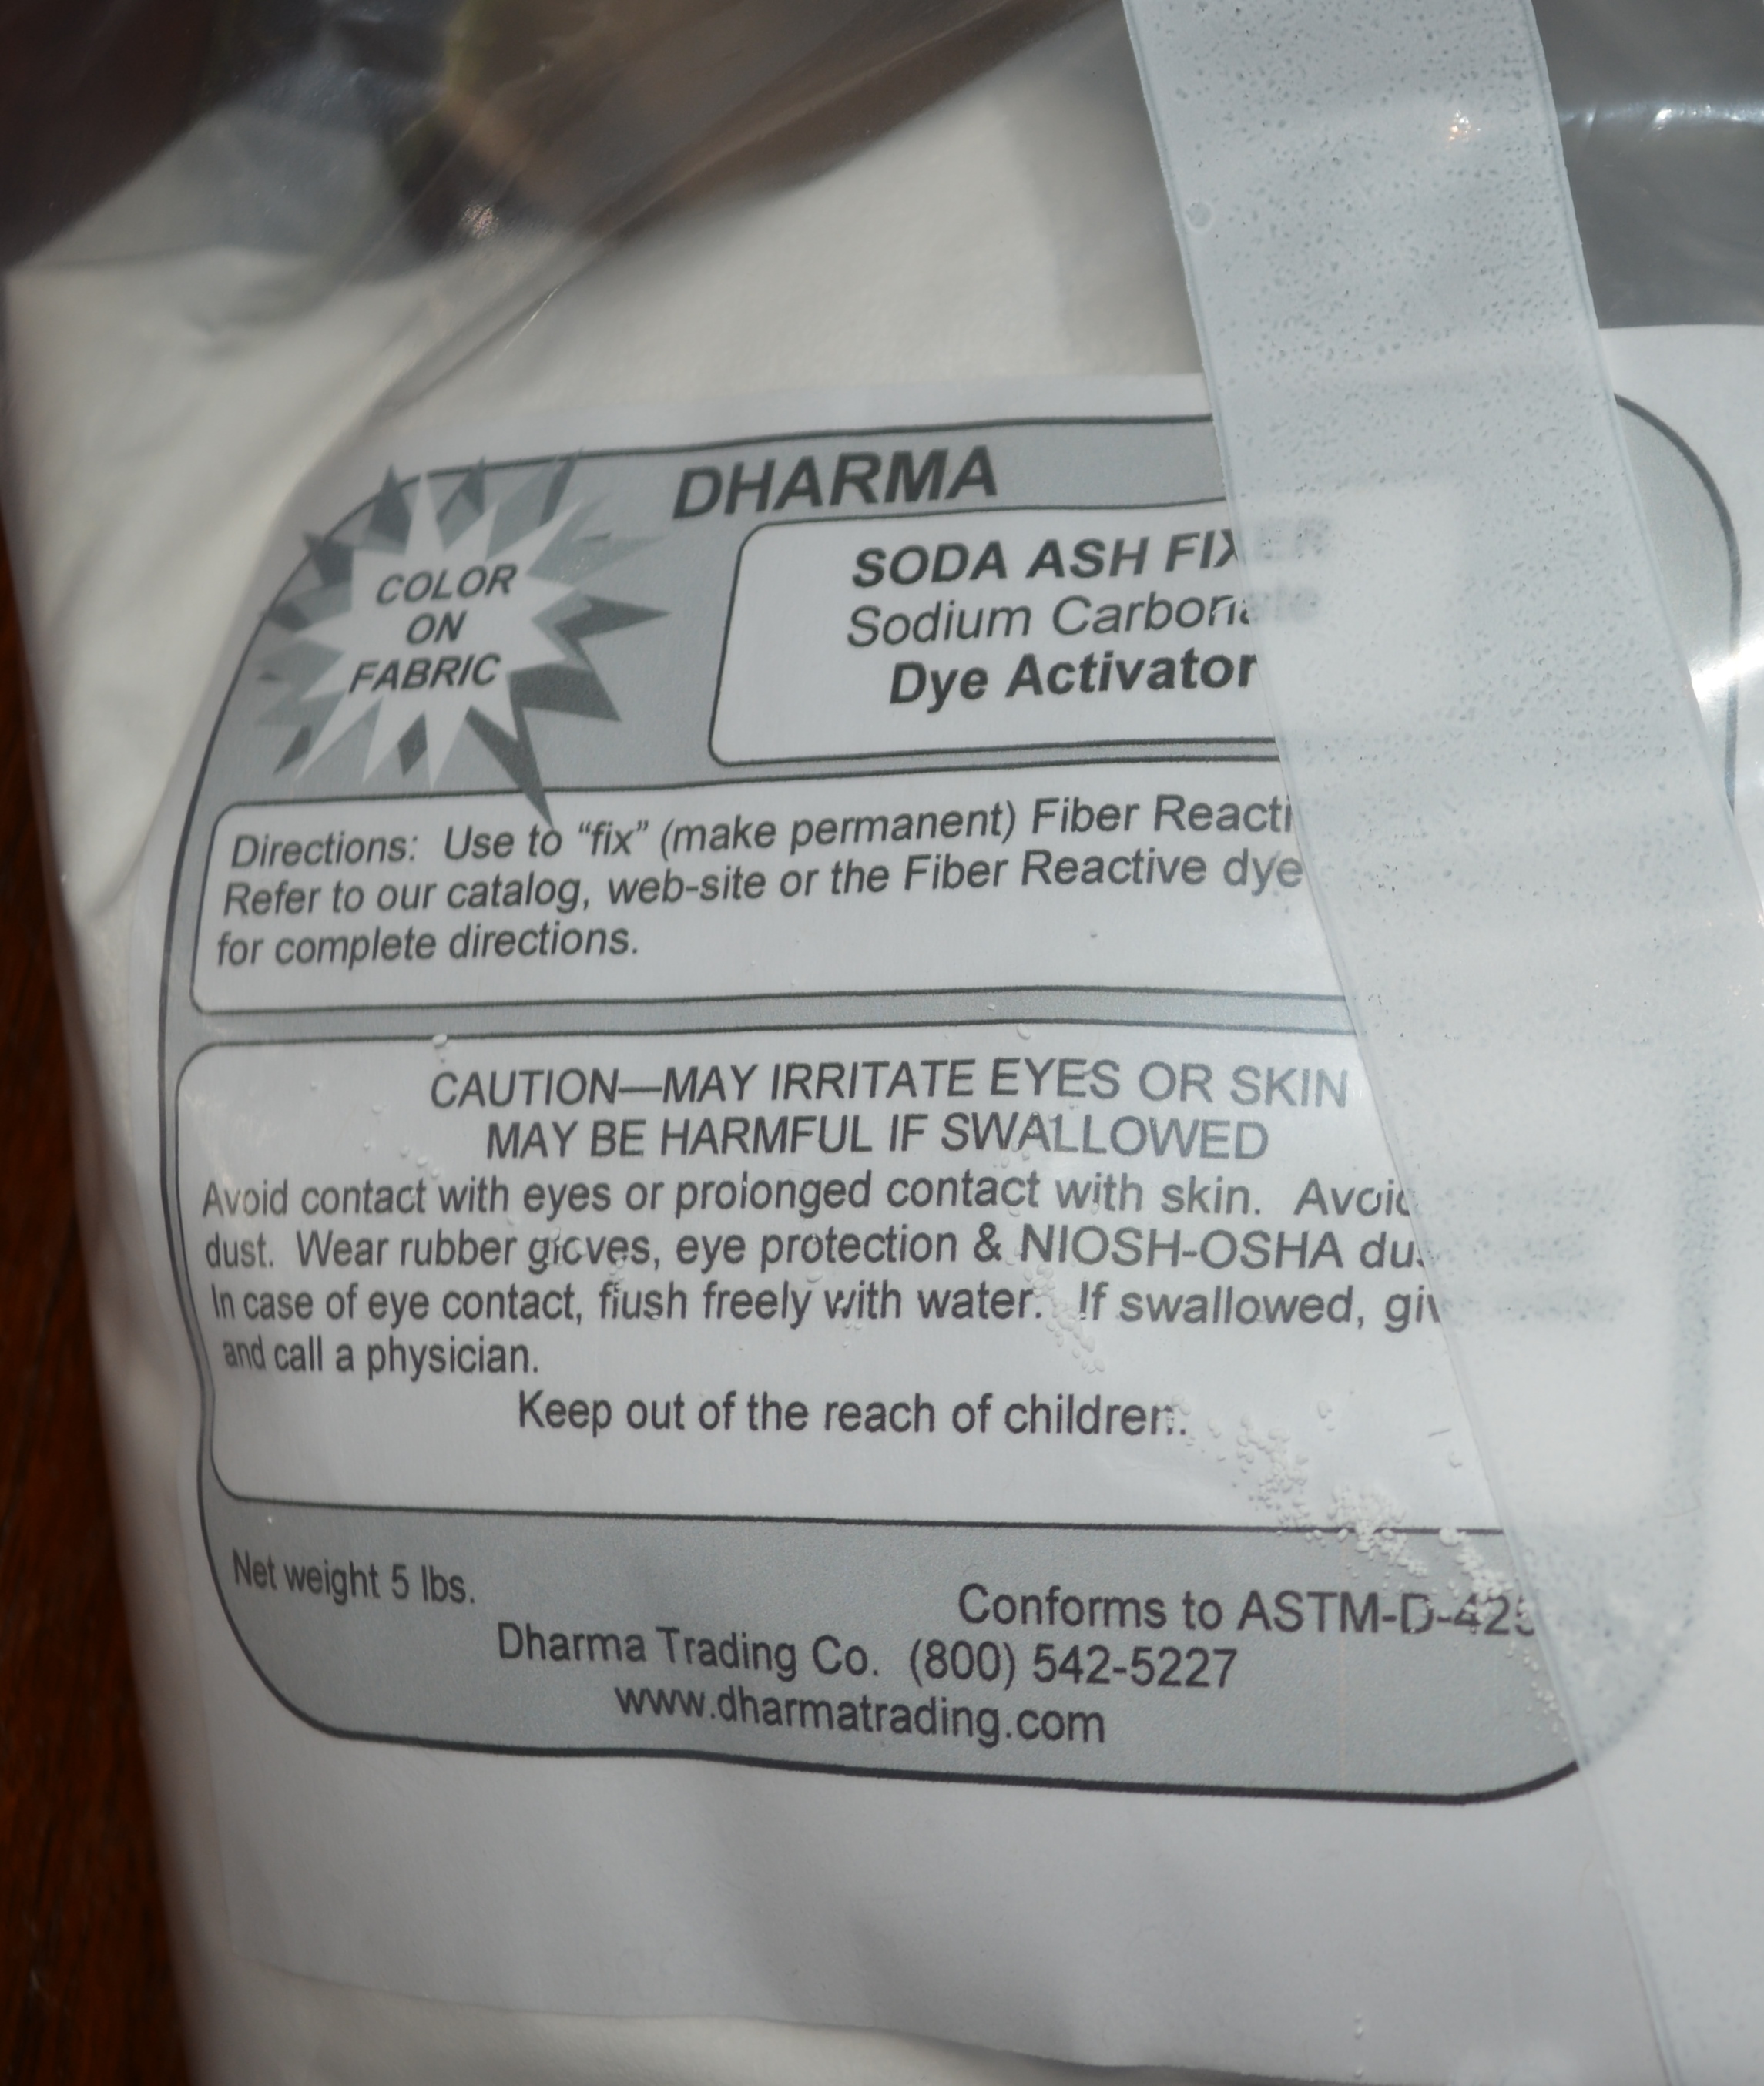 DHARMA
COLOR
ON
FABRIC
SODA ASH FIXER
Sodium Carbonate
Dye Activator
Directions: Use to “fix” (make permanent) Fiber
Refer to our catalog, web-site or the Fiber Reactive dye
for complete directions.
CAUTION—MAY IRRITATE EYES OR SKIN
MAY BE HARMFUL IF SWALLOWED
Avoid contact with eyes or prolonged contact with skin. Avoid
dust. Wear rubber gloves, eye protection & NIOSH-OSHA
In case of eye contact, flush freely with water. If swallowed,
and call a physician.
Keep out of the reach of children.
Net weight 5 lbs.
Conforms to
Dharma Trading Co. (800) 542-5227
www.dharmatrading.com